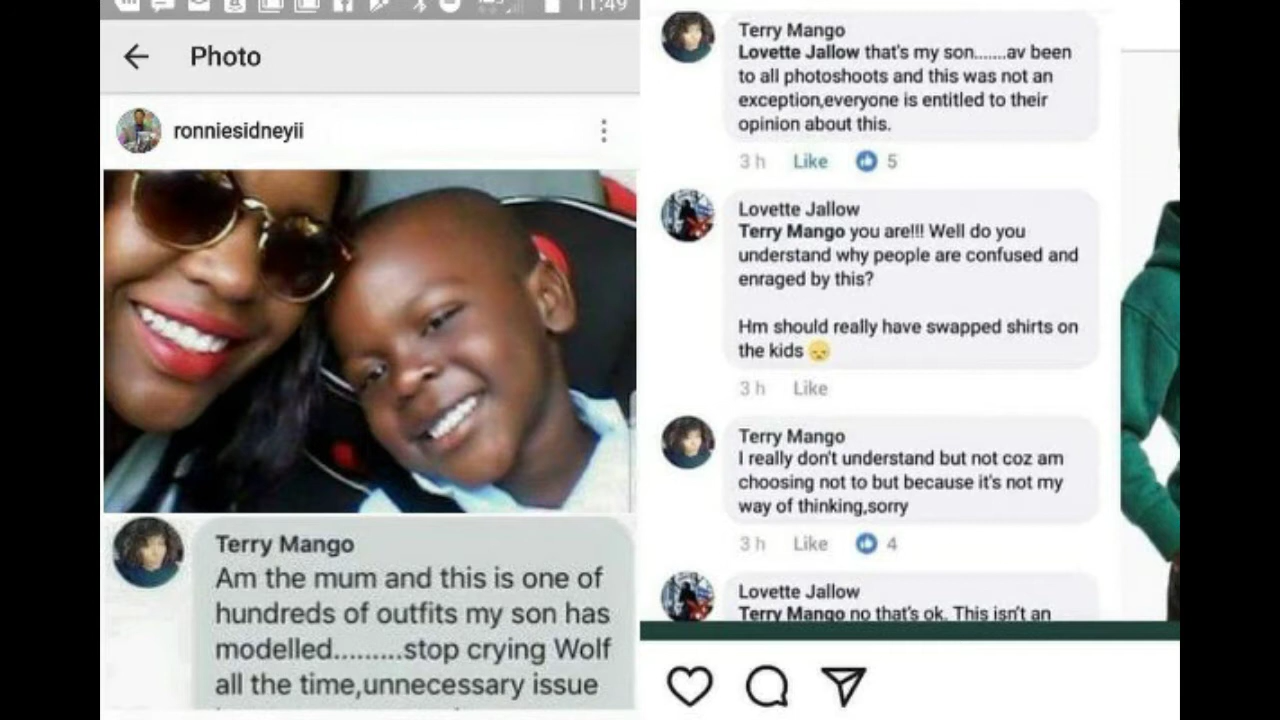 11:49
Photo
ronniesidneyii
Terry Mango
Am the mum and this is one of
hundreds of outfits my son has
modelled.........stop crying Wolf
all the time,unnecessary issue
Terry Mango
Lovette Jallow that's my son.......av been
to all photoshoots and this was not an
exception,everyone is entitled to their
opinion about this.
3 h Like 5
Lovette Jallow
Terry Mango you are!!! Well do you
understand why people are confused and
enraged by this?
Hm should really have swapped shirts on
the kids 😞
3 h Like
Terry Mango
I really don't understand but not coz am
choosing not to but because it's not my
way of thinking,sorry
3 h Like 4
Lovette Jallow
Terry Mango no that's ok. This isn't an